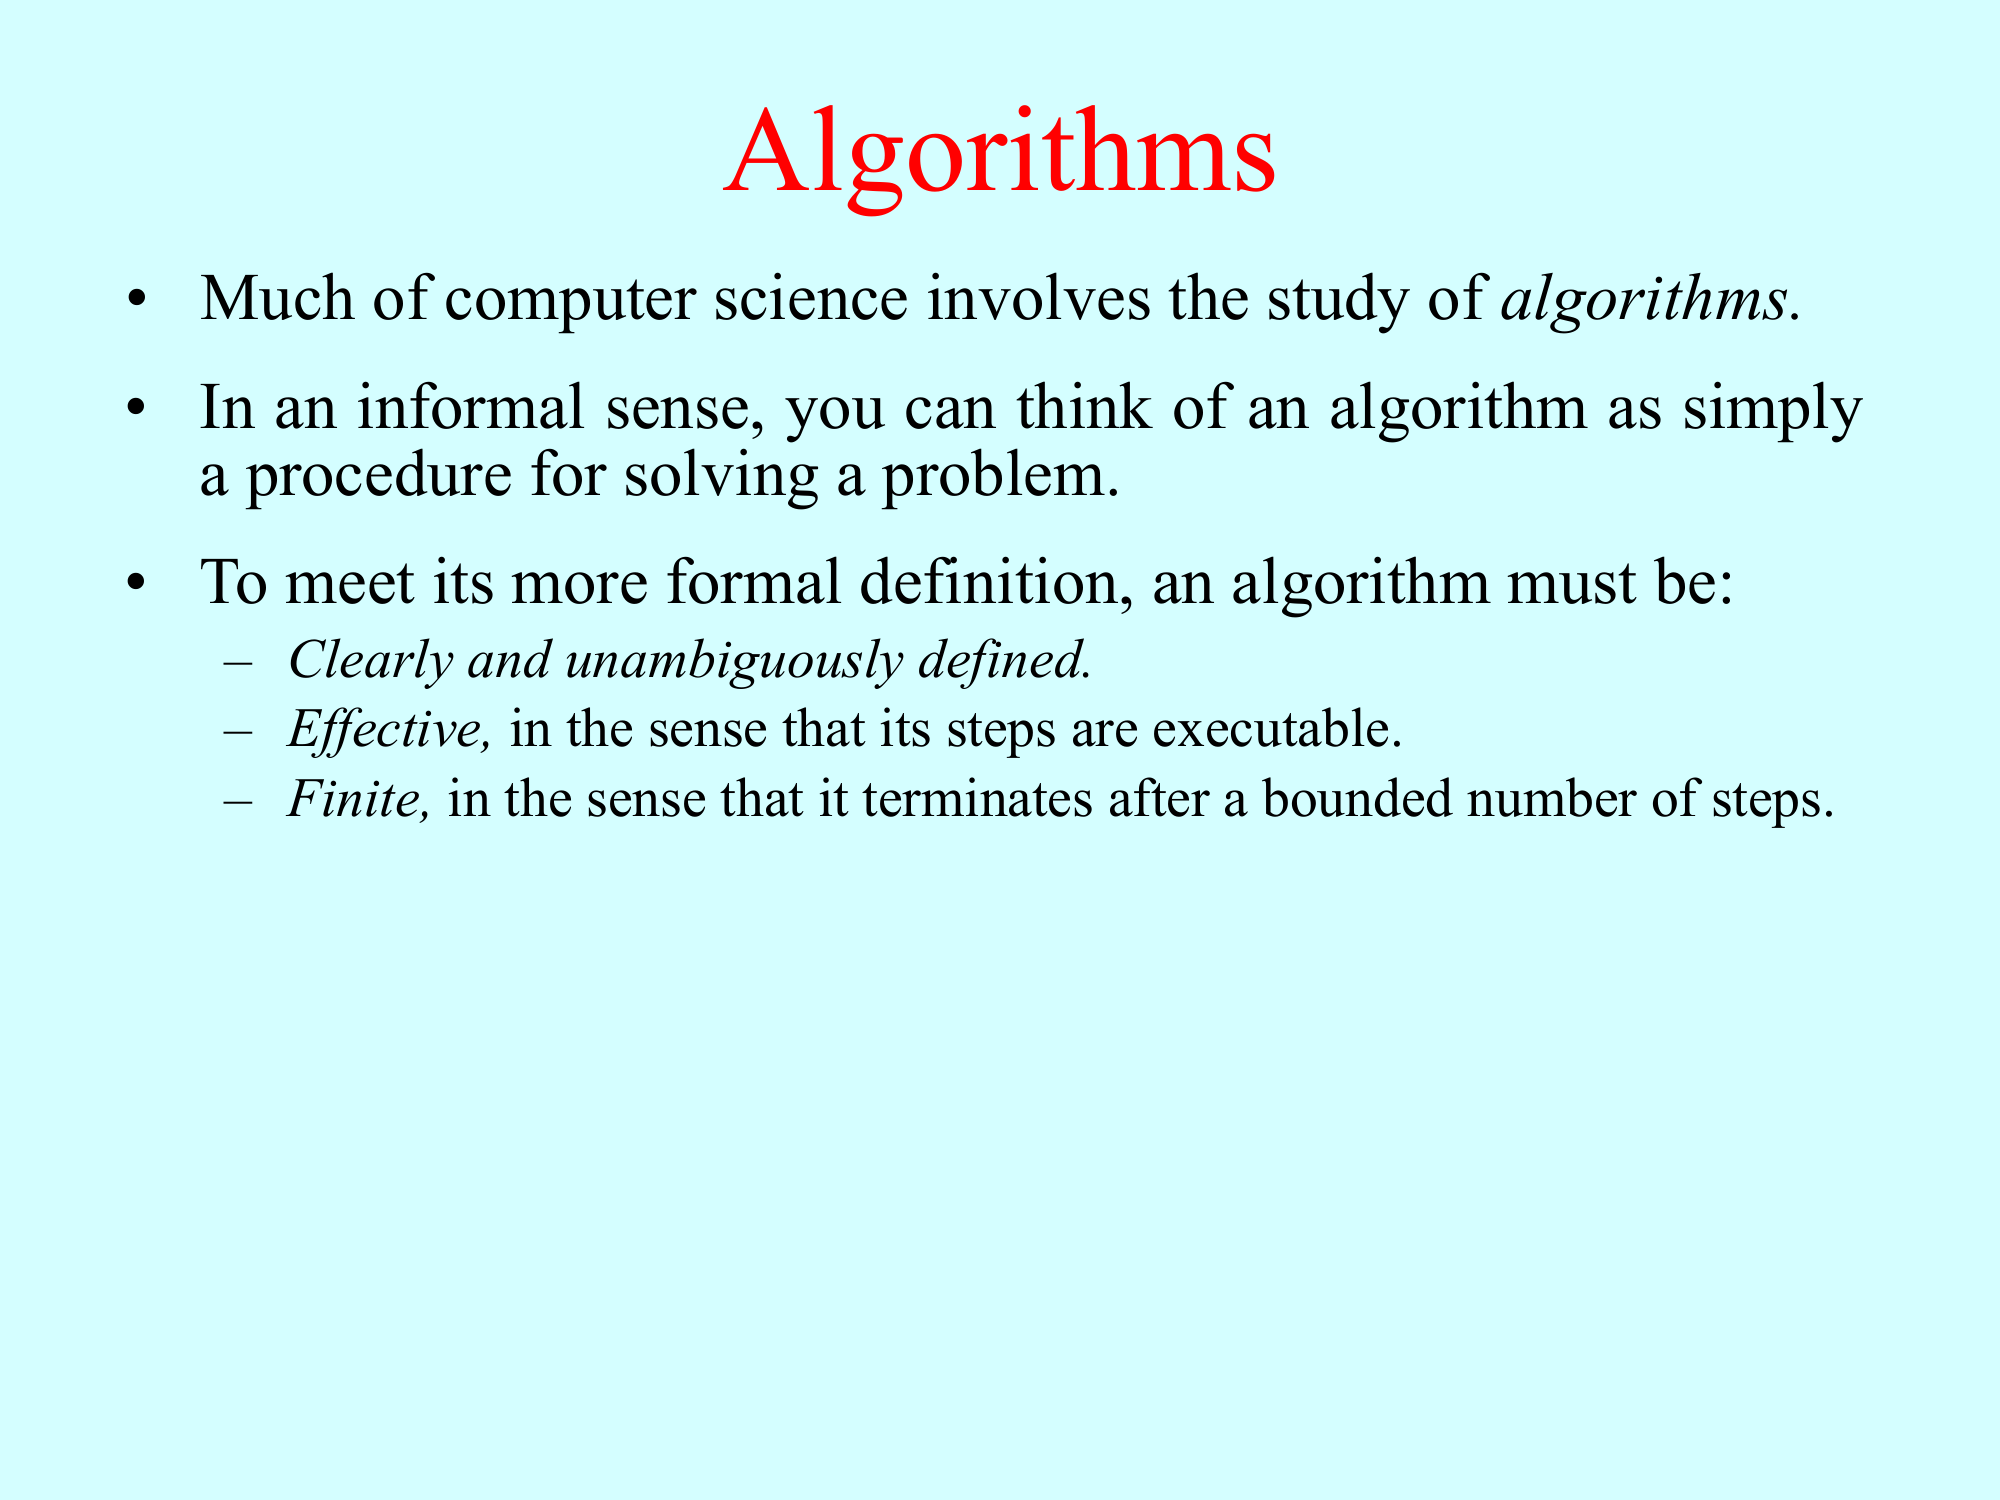 Algorithms
• Much of computer science involves the study of algorithms.
• In an informal sense, you can think of an algorithm as simply
a procedure for solving a problem.
• To meet its more formal definition, an algorithm must be:
– Clearly and unambiguously defined.
– Effective, in the sense that its steps are executable.
– Finite, in the sense that it terminates after a bounded number of steps.